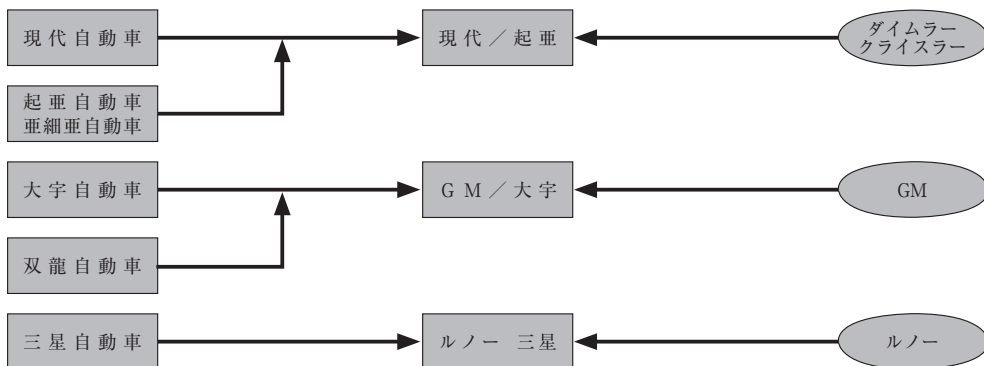 現代自動車
現代／起亜
ダイムラー
クライスラー
起亜自動車
亜細亜自動車
大宇自動車
GM／大宇
GM
双龍自動車
三星自動車
ルノー 三星
ルノー